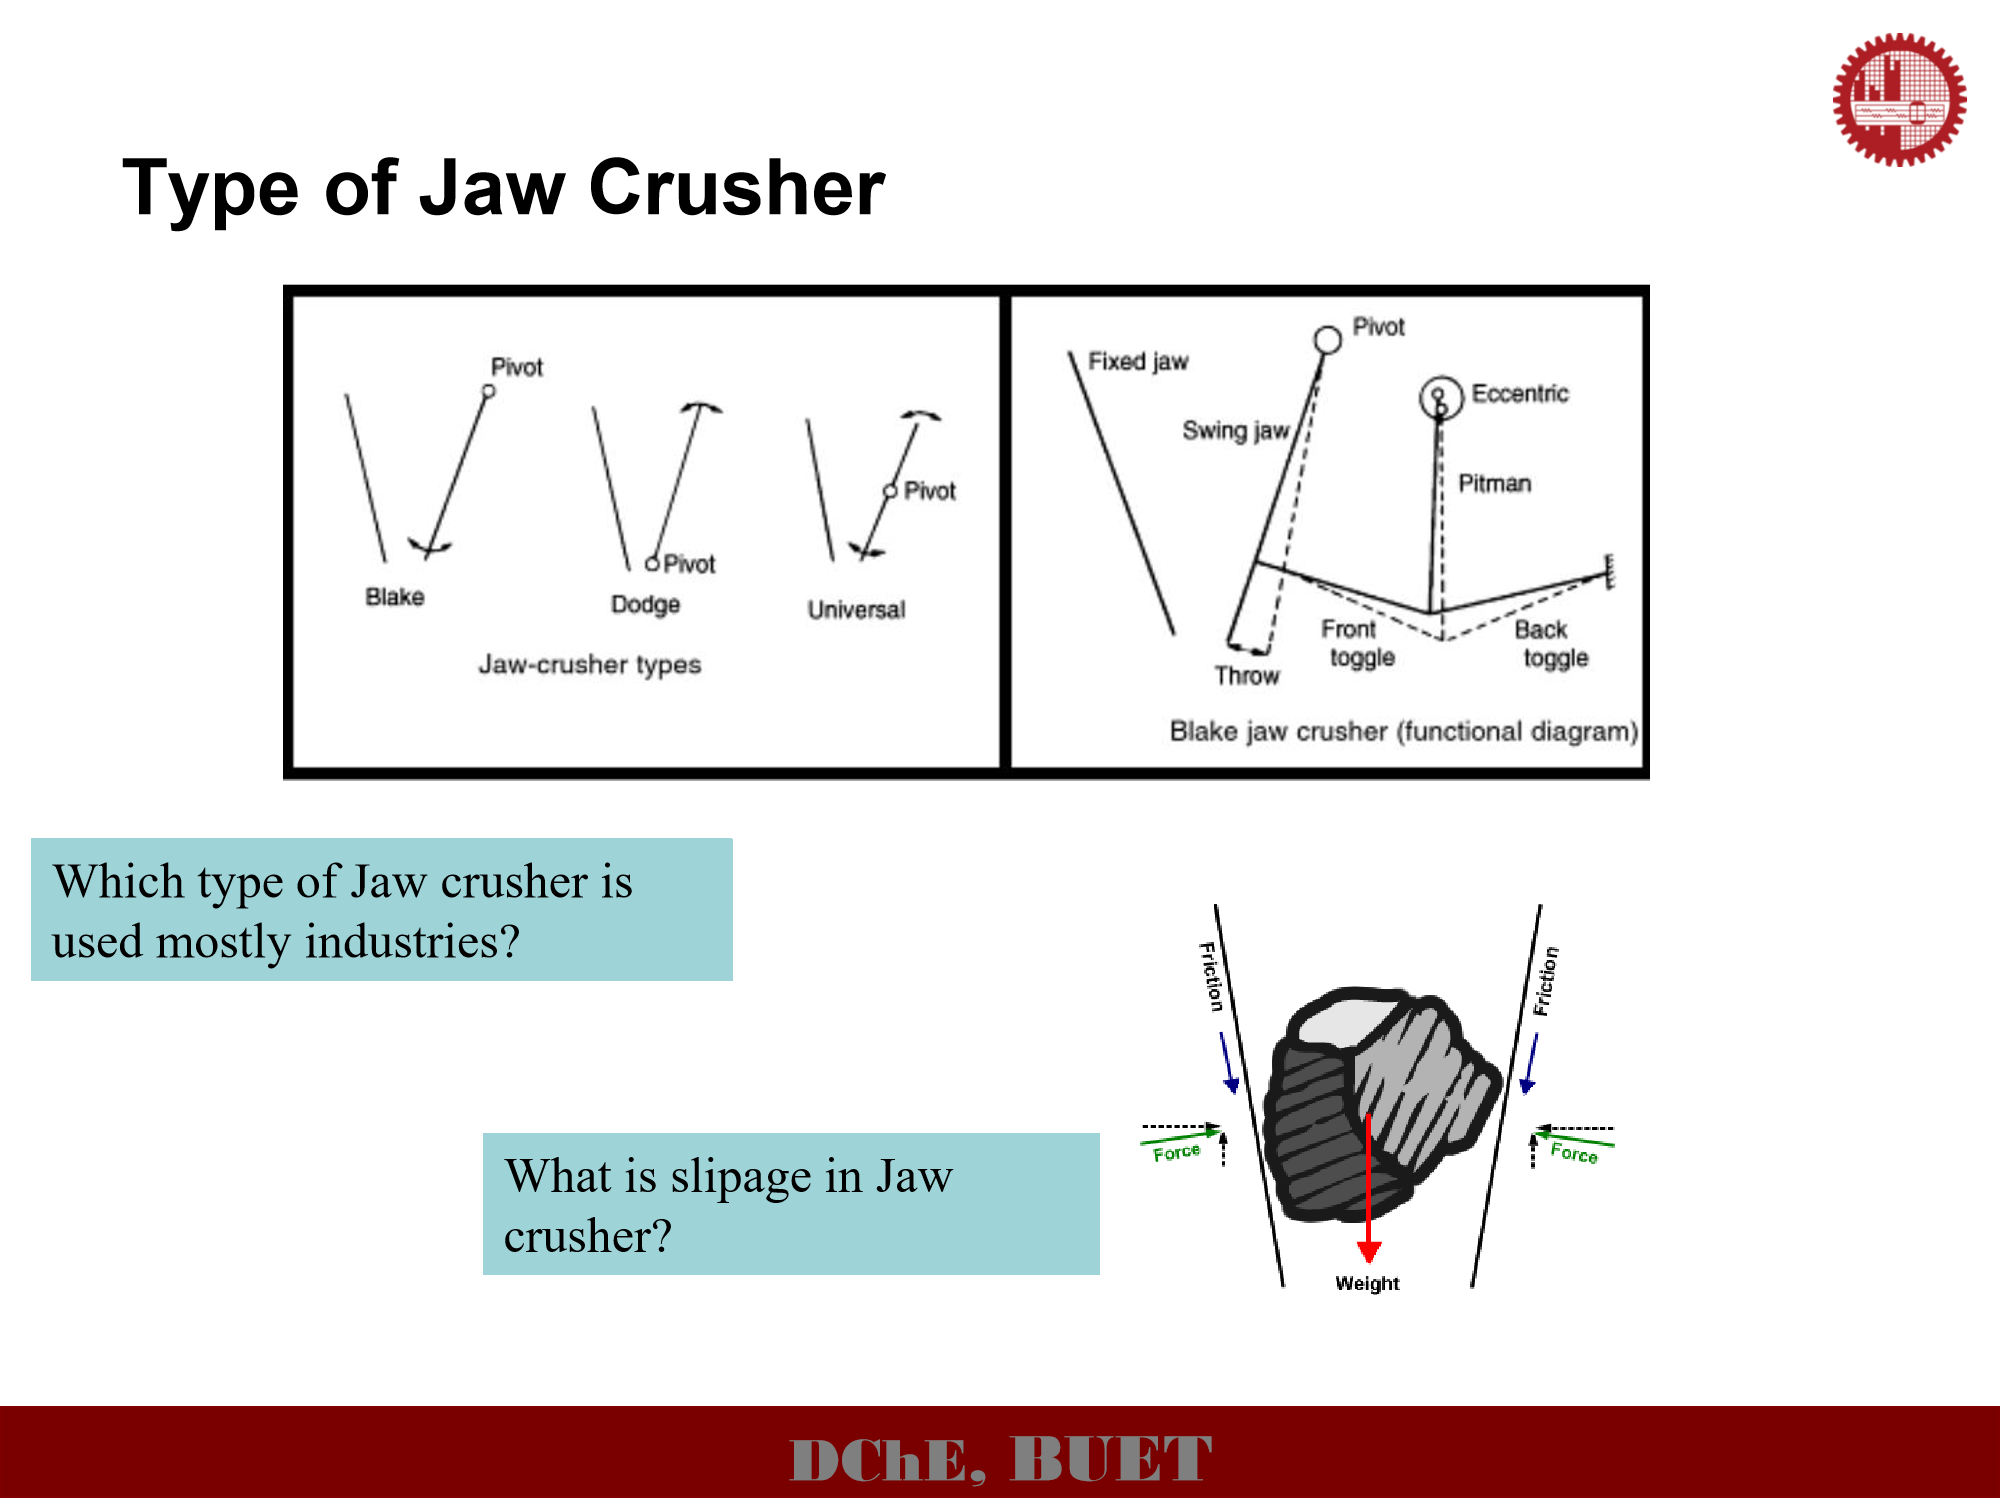 Type of Jaw Crusher
Pivot
Pivot
Pivot
Blake
Dodge
Universal
Jaw-crusher types
Pivot
Fixed jaw
Eccentric
Swing jaw
Pitman
Front
toggle
Back
toggle
Throw
Blake jaw crusher (functional diagram)
Which type of Jaw crusher is
used mostly industries?
What is slipage in Jaw
crusher?
Friction
Friction
Force
Force
Weight
DChE, BUET